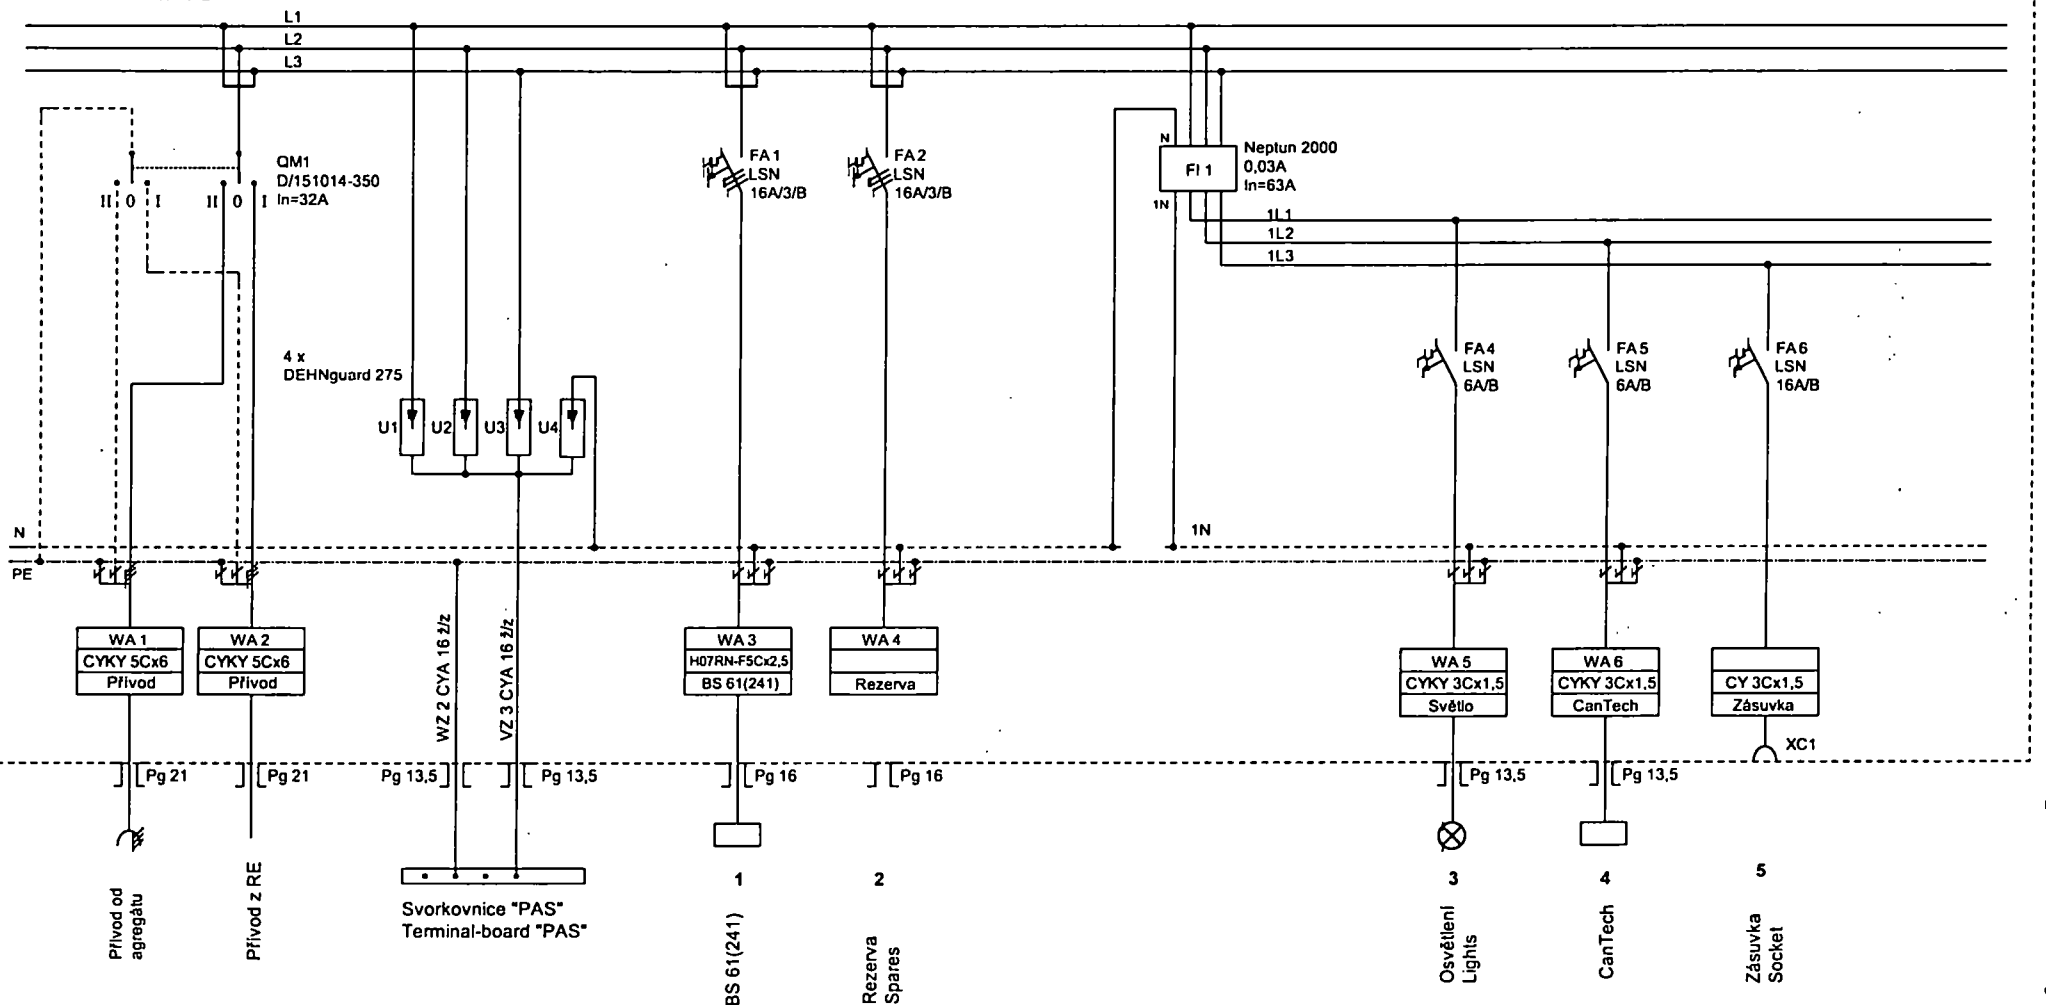 L1
L2
L3
QM1
D/151014-350
In=32A
II 0 I
II 0 I
FA1
LSN
16A/3/B
FA2
LSN
16A/3/B
N
FI 1
1N
Neptun 2000
0,03A
In=63A
1L1
1L2
1L3
4 x
DEHNguard 275
U1
U2
U3
U4
FA4
LSN
6A/B
FA5
LSN
6A/B
FA6
LSN
16A/B
N
PE
1N
WA 1
CYKY 5Cx6
Přívod
WA 2
CYKY 5Cx6
Přívod
WZ 2 CYA 16 ž/z
VZ 3 CYA 16 ž/z
WA 3
H07RN-F5Cx2,5
BS 61(241)
WA 4
Rezerva
WA 5
CYKY 3Cx1,5
Světlo
WA 6
CYKY 3Cx1,5
CanTech
CY 3Cx1,5
Zásuvka
XC1
Pg 21
Pg 21
Pg 13,5
Pg 13,5
Pg 16
Pg 16
Pg 13,5
Pg 13,5
Přívod od
agregátu
Přívod z RE
Svorkovnice "PAS"
Terminal-board "PAS"
1
BS 61(241)
2
Rezerva
Spares
3
Osvětlení
Lights
4
CanTech
5
Zásuvka
Socket